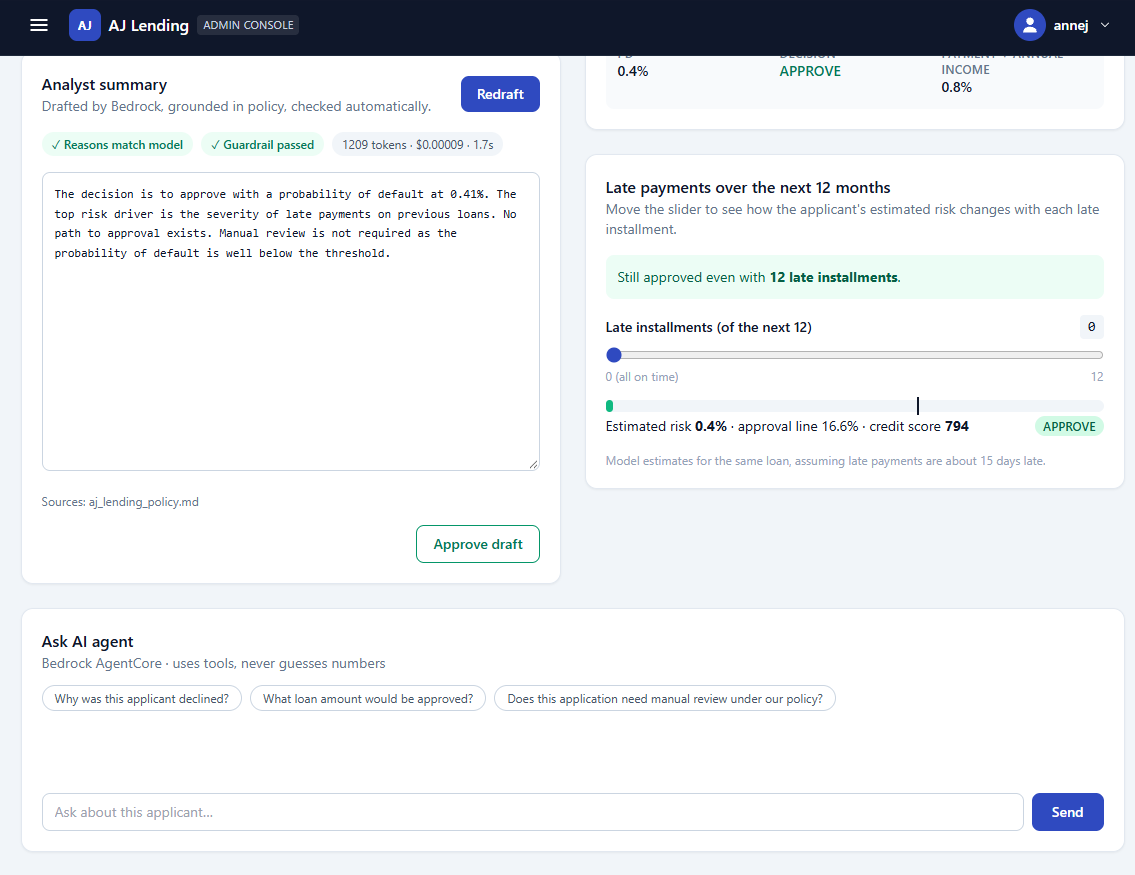 AJ AJ Lending ADMIN CONSOLE
annej
Analyst summary
Drafted by Bedrock, grounded in policy, checked automatically.
Redraft
✓ Reasons match model
✓ Guardrail passed
1209 tokens · $0.00009 · 1.7s
The decision is to approve with a probability of default at 0.41%. The
top risk driver is the severity of late payments on previous loans. No
path to approval exists. Manual review is not required as the
probability of default is well below the threshold.
Sources: aj_lending_policy.md
Approve draft
0.4%
APPROVE
INCOME
0.8%
Late payments over the next 12 months
Move the slider to see how the applicant's estimated risk changes with each late
installment.
Still approved even with 12 late installments.
Late installments (of the next 12)
0
0 (all on time)
12
Estimated risk 0.4% · approval line 16.6% · credit score 794
APPROVE
Model estimates for the same loan, assuming late payments are about 15 days late.
Ask AI agent
Bedrock AgentCore · uses tools, never guesses numbers
Why was this applicant declined?
What loan amount would be approved?
Does this application need manual review under our policy?
Ask about this applicant...
Send